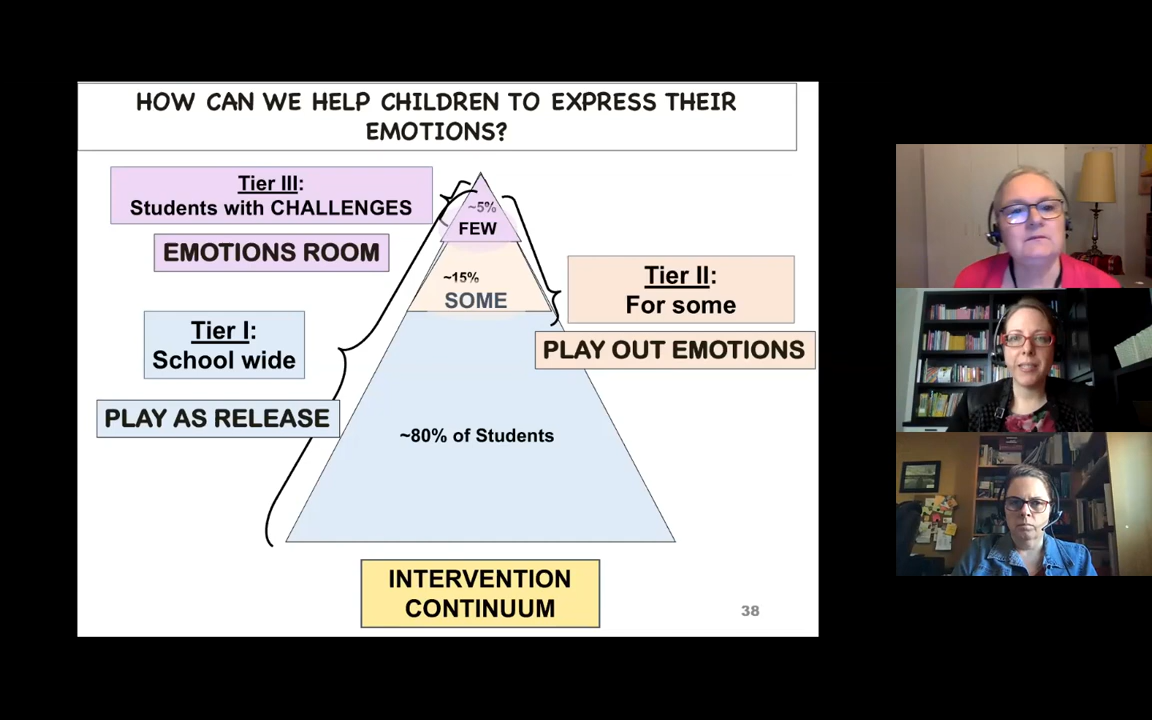 HOW CAN WE HELP CHILDREN TO EXPRESS THEIR
EMOTIONS?
Tier III:
Students with CHALLENGES
EMOTIONS ROOM
~5%
FEW
~15%
SOME
Tier II:
For some
PLAY OUT EMOTIONS
Tier I:
School wide
PLAY AS RELEASE
~80% of Students
INTERVENTION
CONTINUUM
38